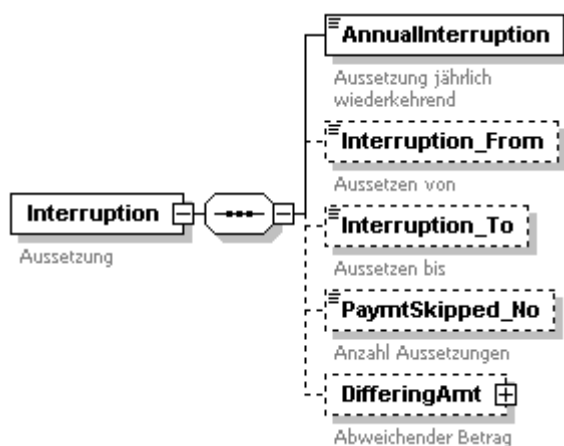 AnnualInterruption
Aussetzung jährlich
wiederkehrend
Interruption_From
Aussetzen von
Interruption
Aussetzung
Interruption_To
Aussetzen bis
PaymtSkipped_No
Anzahl Aussetzungen
DifferingAmt
Abweichender Betrag